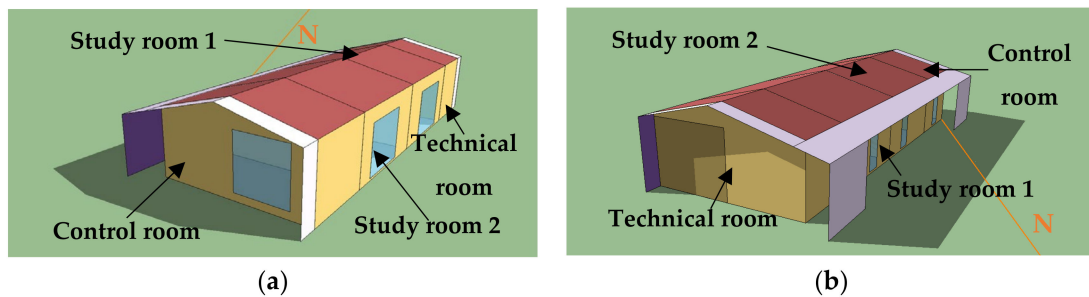 N
Study room 1
Technical
room
Study room 2
Control room
(a)
Study room 2
Control
room
Study room 1
Technical room
N
(b)